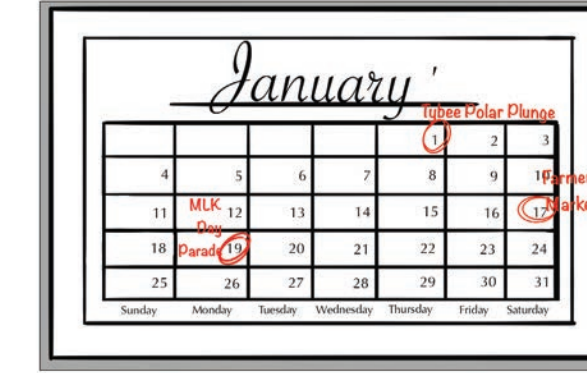 January '
Tybee Polar Plunge
1 2 3
4 5 6 7 8 9 10
Farme
MLK
11 12 13 14 15 16 17
Marke
Day
Parade
18 19 20 21 22 23 24
25 26 27 28 29 30 31
Sunday Monday Tuesday Wednesday Thursday Friday Saturday